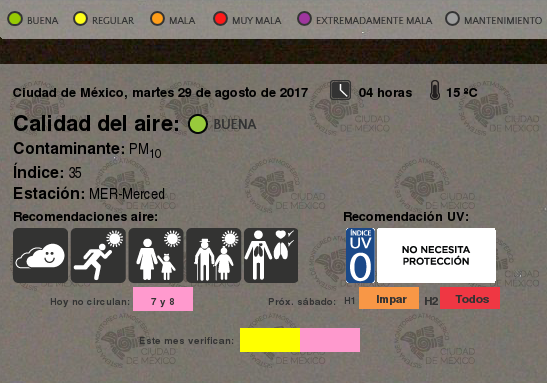 BUENA REGULAR MALA MUY MALA EXTREMADAMENTE MALA MANTENIMIENTO
Ciudad de México, martes 29 de agosto de 2017 04 horas 15 ºC
Calidad del aire: BUENA
Contaminante: PM10
Índice: 35
Estación: MER-Merced
Recomendaciones aire: Recomendación UV:
ÍNDICE UV 0 NO NECESITA PROTECCIÓN
Hoy no circulan: 7 y 8 Próx. sábado: H1 Impar H2 Todos
Este mes verifican:
CIUDAD DE MÉXICO